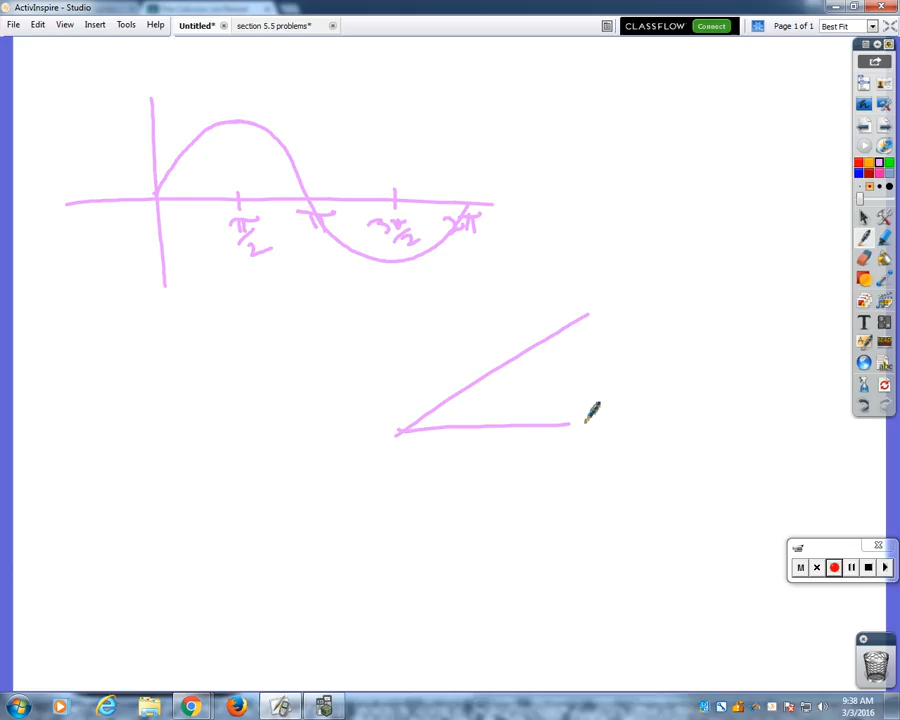 ActivInspire - Studio
File Edit View Insert Tools Help
Untitled*
section 5.5 problems*
CLASSFLOW
Connect
Page 1 of 1
Best Fit
π/2 π 3π/2 2π
M
9:38 AM
3/3/2016